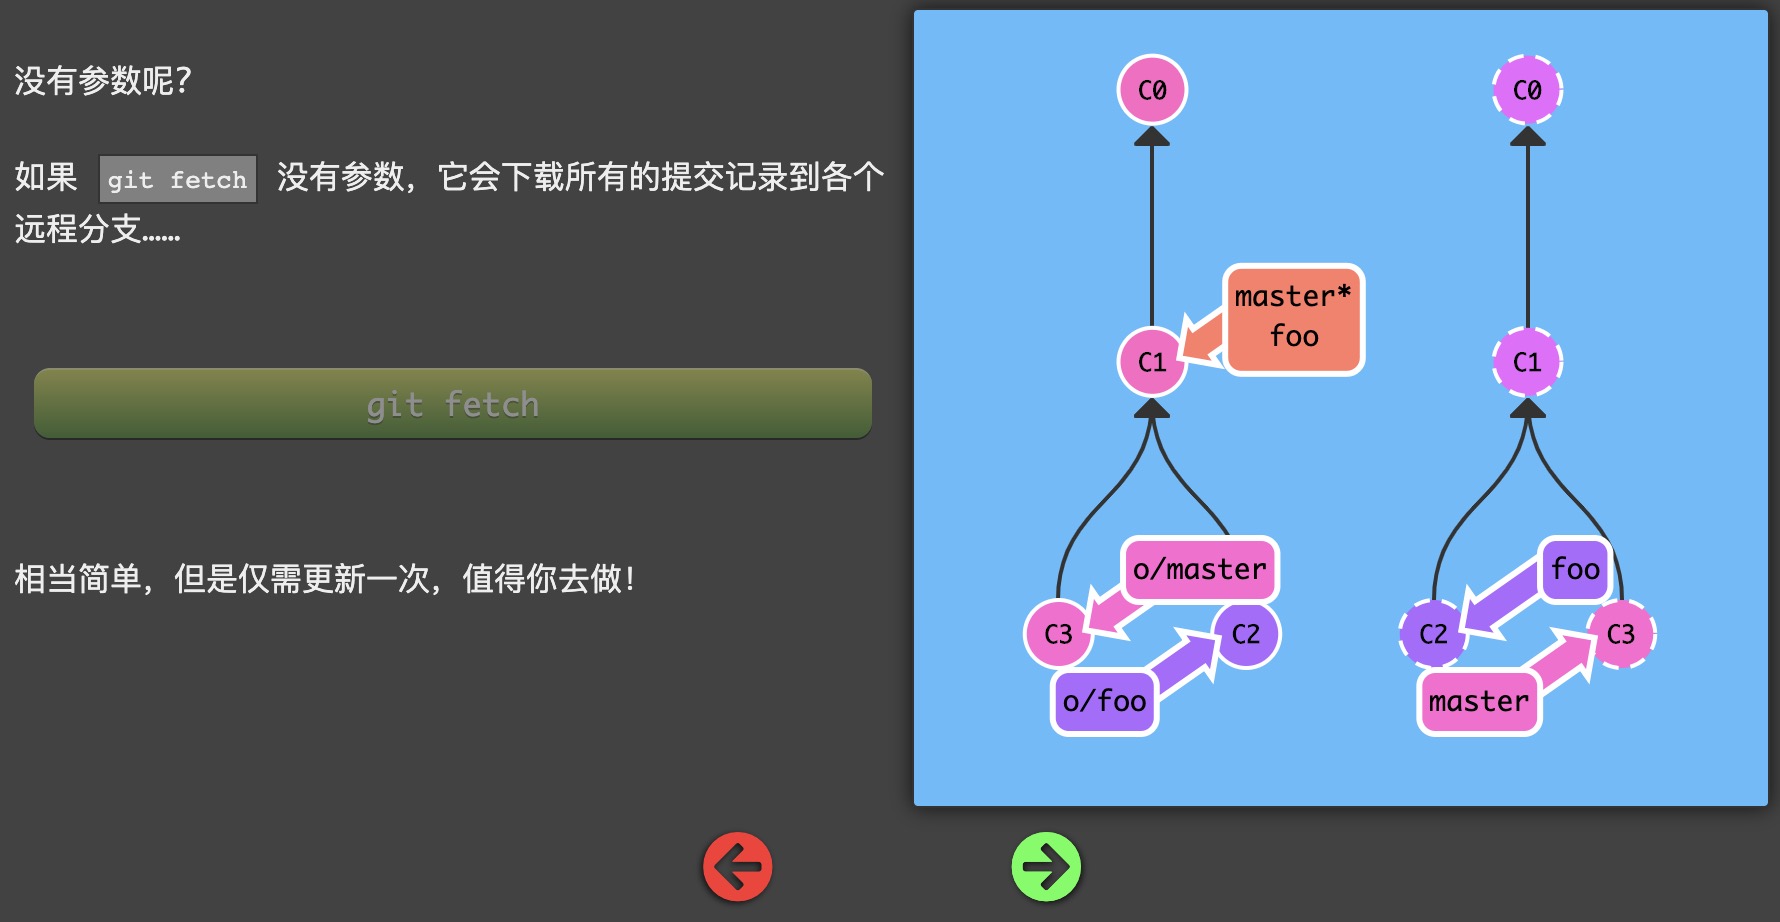 没有参数呢？
如果 git fetch 没有参数，它会下载所有的提交记录到各个
远程分支……
git fetch
相当简单，但是仅需更新一次，值得你去做！
C0
C0
master*
foo
C1
C1
o/master
foo
C3
C2
C2
C3
o/foo
master